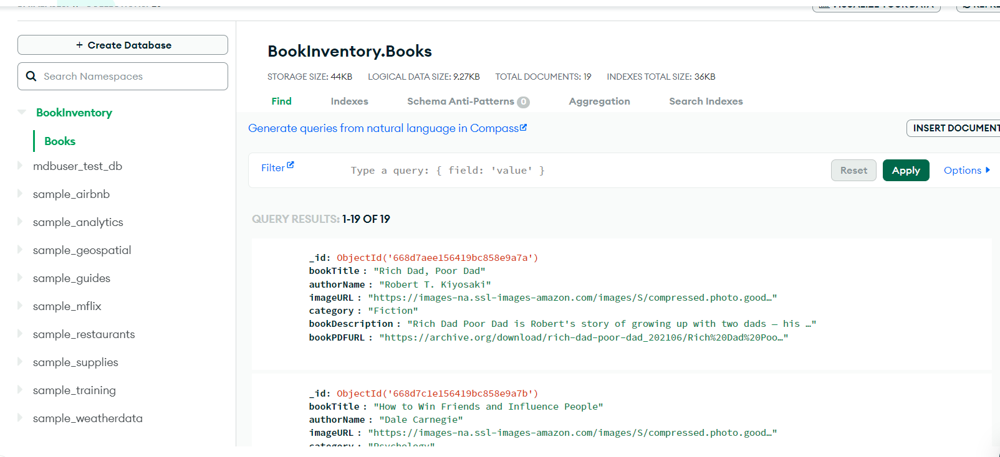 + Create Database
Search Namespaces
BookInventory
Books
mdbuser_test_db
sample_airbnb
sample_analytics
sample_geospatial
sample_guides
sample_mflix
sample_restaurants
sample_supplies
sample_training
sample_weatherdata
VISUALIZE YOUR DATA
BookInventory.Books
STORAGE SIZE: 44KB LOGICAL DATA SIZE: 9.27KB TOTAL DOCUMENTS: 19 INDEXES TOTAL SIZE: 36KB
Find Indexes Schema Anti-Patterns 0 Aggregation Search Indexes
Generate queries from natural language in Compass
INSERT DOCUMENT
Filter Type a query: { field: 'value' } Reset Apply Options
QUERY RESULTS: 1-19 OF 19
_id: ObjectId('668d7aee156419bc858e9a7a')
bookTitle : "Rich Dad, Poor Dad"
authorName : "Robert T. Kiyosaki"
imageURL : "https://images-na.ssl-images-amazon.com/images/S/compressed.photo.good…"
category : "Fiction"
bookDescription : "Rich Dad Poor Dad is Robert's story of growing up with two dads — his …"
bookPDFURL : "https://archive.org/download/rich-dad-poor-dad_202106/Rich%20Dad%20Poo…"
_id: ObjectId('668d7c1e156419bc858e9a7b')
bookTitle : "How to Win Friends and Influence People"
authorName : "Dale Carnegie"
imageURL : "https://images-na.ssl-images-amazon.com/images/S/compressed.photo.good…"
category : "Psychology"